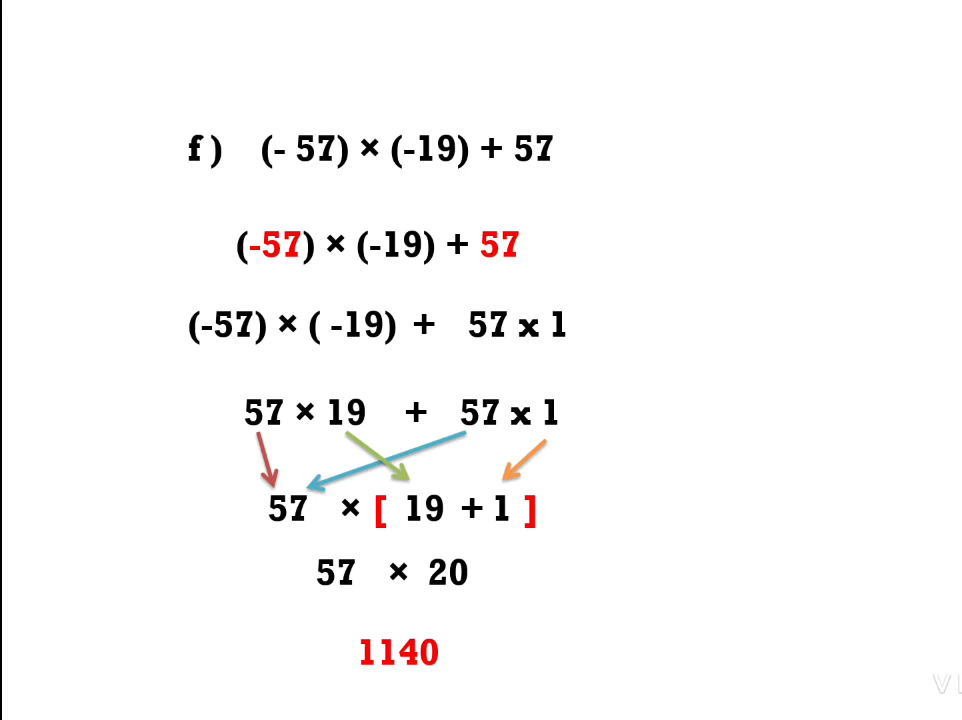 f ) (- 57) × (-19) + 57
(-57) × (-19) + 57
(-57) × ( -19) + 57 x 1
57 × 19 + 57 x 1
57 × [ 19 + 1 ]
57 × 20
1140